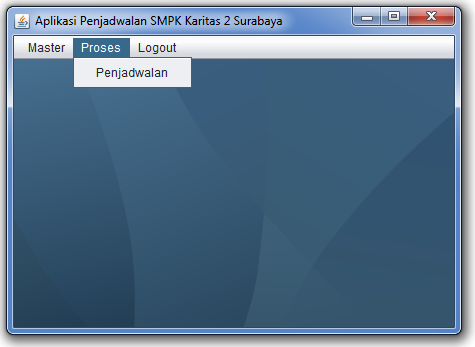 Aplikasi Penjadwalan SMPK Karitas 2 Surabaya
Master Proses Logout
Penjadwalan